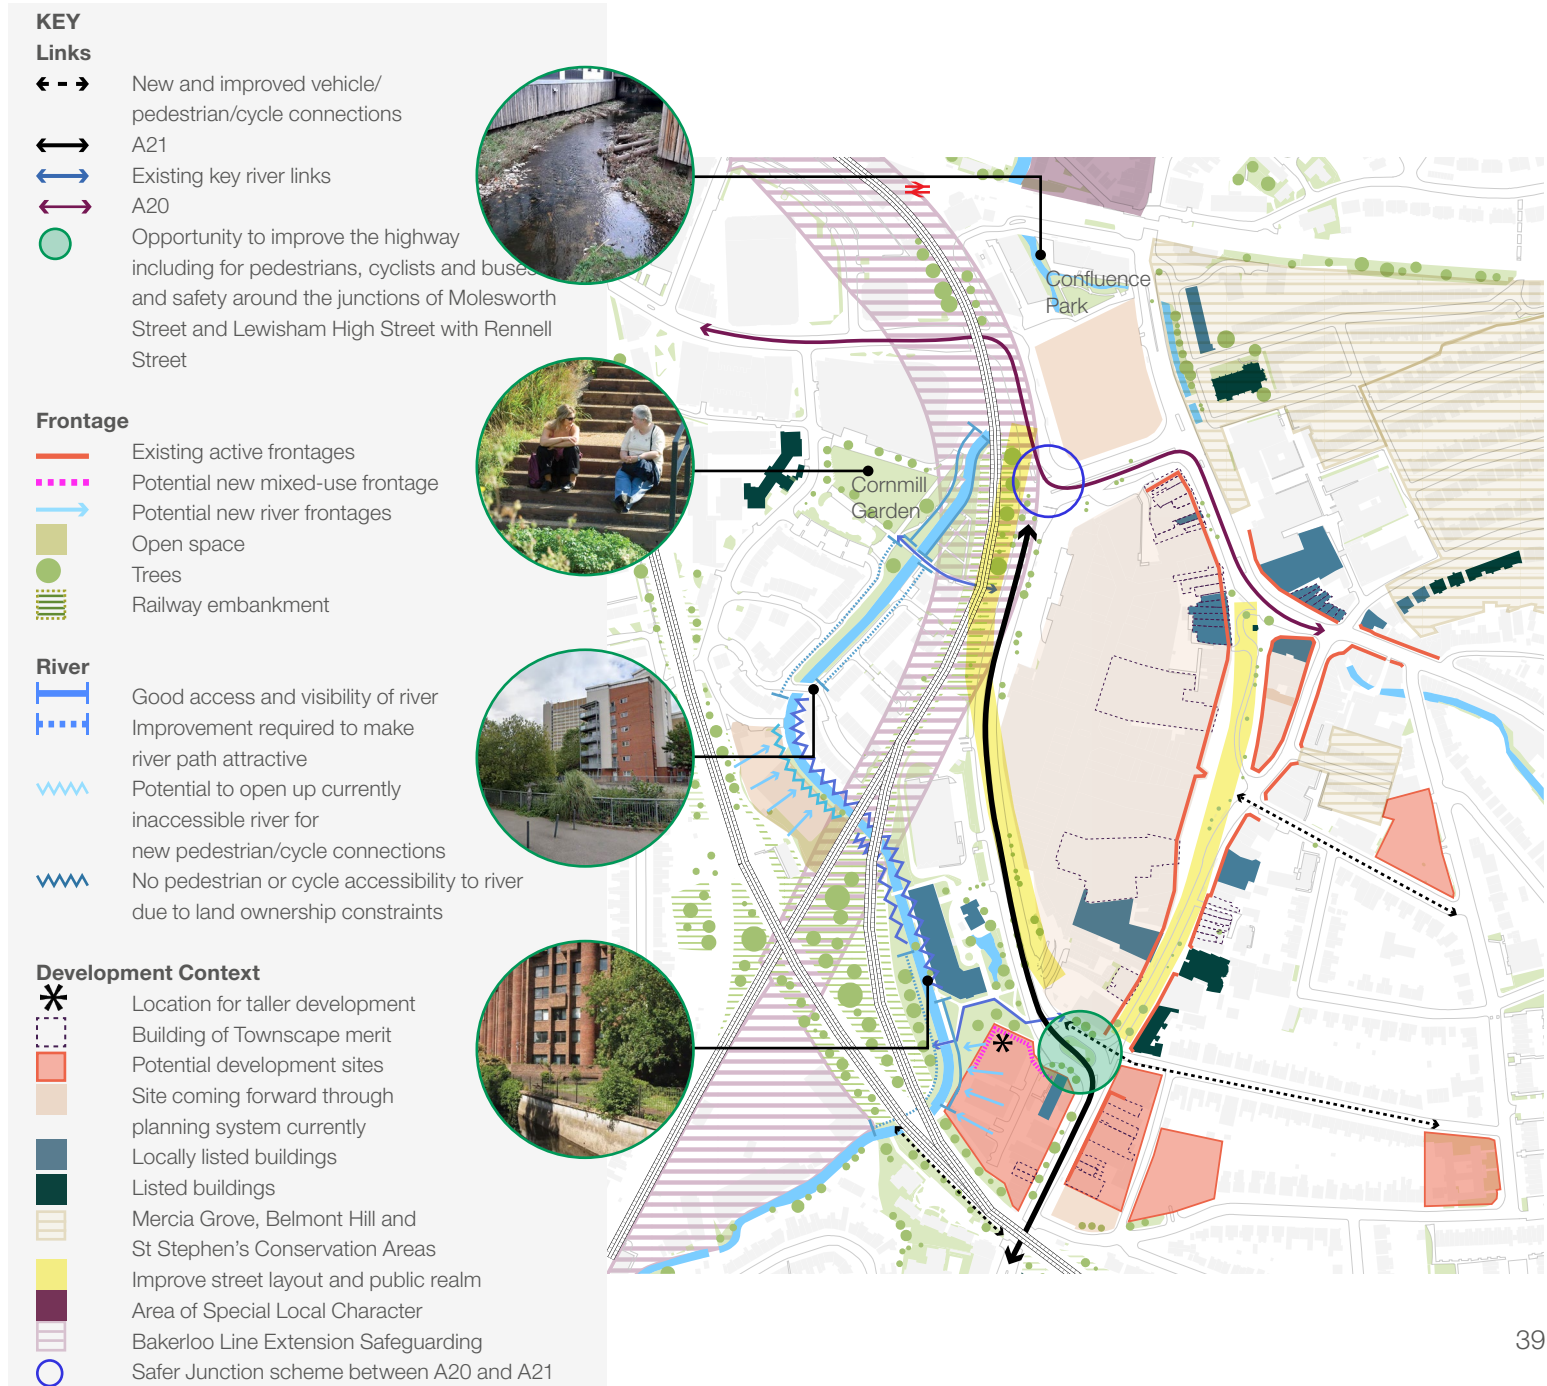 KEY
Links
New and improved vehicle/
pedestrian/cycle connections
A21
Existing key river links
A20
Opportunity to improve the highway
including for pedestrians, cyclists and buses
and safety around the junctions of Molesworth
Street and Lewisham High Street with Rennell
Street
Frontage
Existing active frontages
Potential new mixed-use frontage
Potential new river frontages
Open space
Trees
Railway embankment
River
Good access and visibility of river
Improvement required to make
river path attractive
Potential to open up currently
inaccessible river for
new pedestrian/cycle connections
No pedestrian or cycle accessibility to river
due to land ownership constraints
Development Context
Location for taller development
Building of Townscape merit
Potential development sites
Site coming forward through
planning system currently
Locally listed buildings
Listed buildings
Mercia Grove, Belmont Hill and
St Stephen's Conservation Areas
Improve street layout and public realm
Area of Special Local Character
Bakerloo Line Extension Safeguarding
Safer Junction scheme between A20 and A21
Confluence
Park
Cornmill
Garden
39